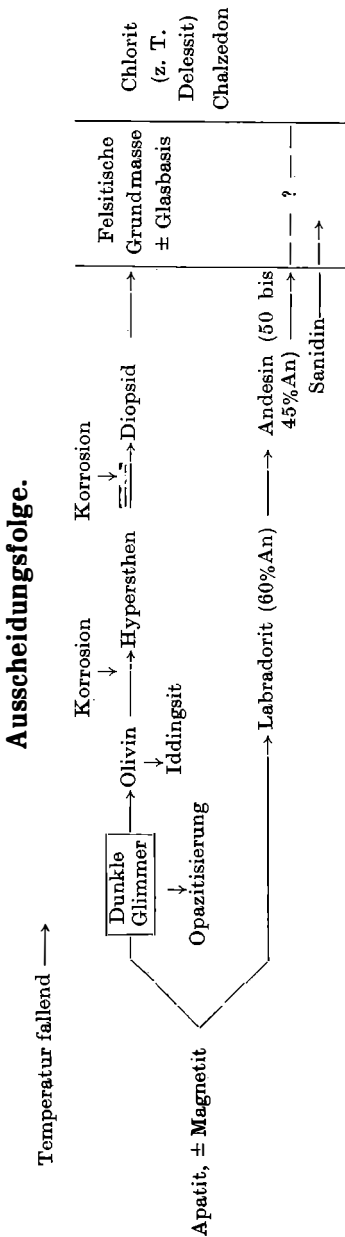 Ausscheidungsfolge.
Temperatur fallend
Apatit, ± Magnetit
Dunkle
Glimmer
Opazitisierung
Olivin
Iddingsit
Korrosion
Hypersthen
Korrosion
Diopsid
Labradorit (60%An)
Andesin (50 bis
45%An)
Sanidin
Felsitische
Grundmasse
± Glasbasis
?
Chlorit
(z. T.
Delessit)
Chalzedon